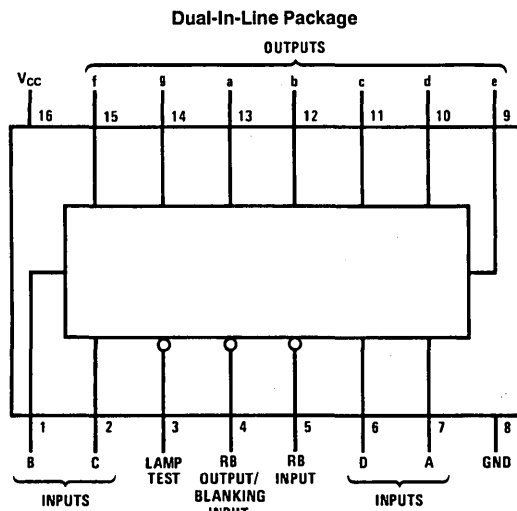 Dual-In-Line Package
OUTPUTS
VCC f g a b c d e
16 15 14 13 12 11 10 9
1 2 3 4 5 6 7 8
B C LAMP RB RB D A GND
TEST OUTPUT/ INPUT
INPUTS BLANKING INPUTS
INPUT